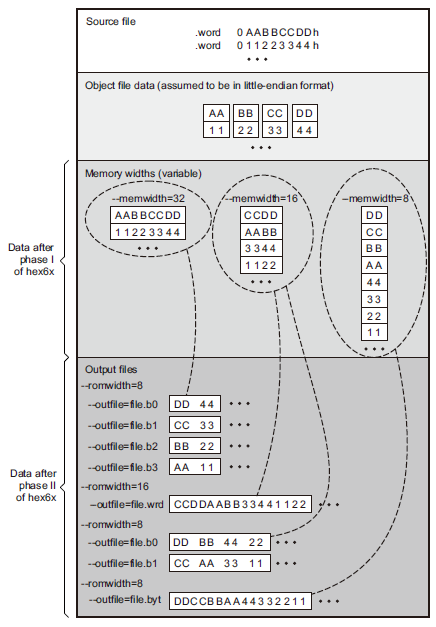 Source file
.word 0 AABBCCDDh
.word 0 11223344h
• • •
Object file data (assumed to be in little-endian format)
AA BB CC DD
11 22 33 44
• • •
Memory widths (variable)
--memwidth=32
AABBCCDD
11223344
• • •
--memwidth=16
CCDD
AABB
3344
1122
• • •
–memwidth=8
DD
CC
BB
AA
44
33
22
11
• • •
Data after
phase I
of hex6x
Output files
--romwidth=8
--outfile=file.b0 DD 44 • • •
--outfile=file.b1 CC 33 • • •
--outfile=file.b2 BB 22 • • •
--outfile=file.b3 AA 11 • • •
--romwidth=16
–outfile=file.wrd CCDDAABB33441122 • • •
--romwidth=8
--outfile=file.b0 DD BB 44 22 • • •
--outfile=file.b1 CC AA 33 11 • • •
--romwidth=8
--outfile=file.byt DDCCBBAA44332211 • • •
Data after
phase II
of hex6x